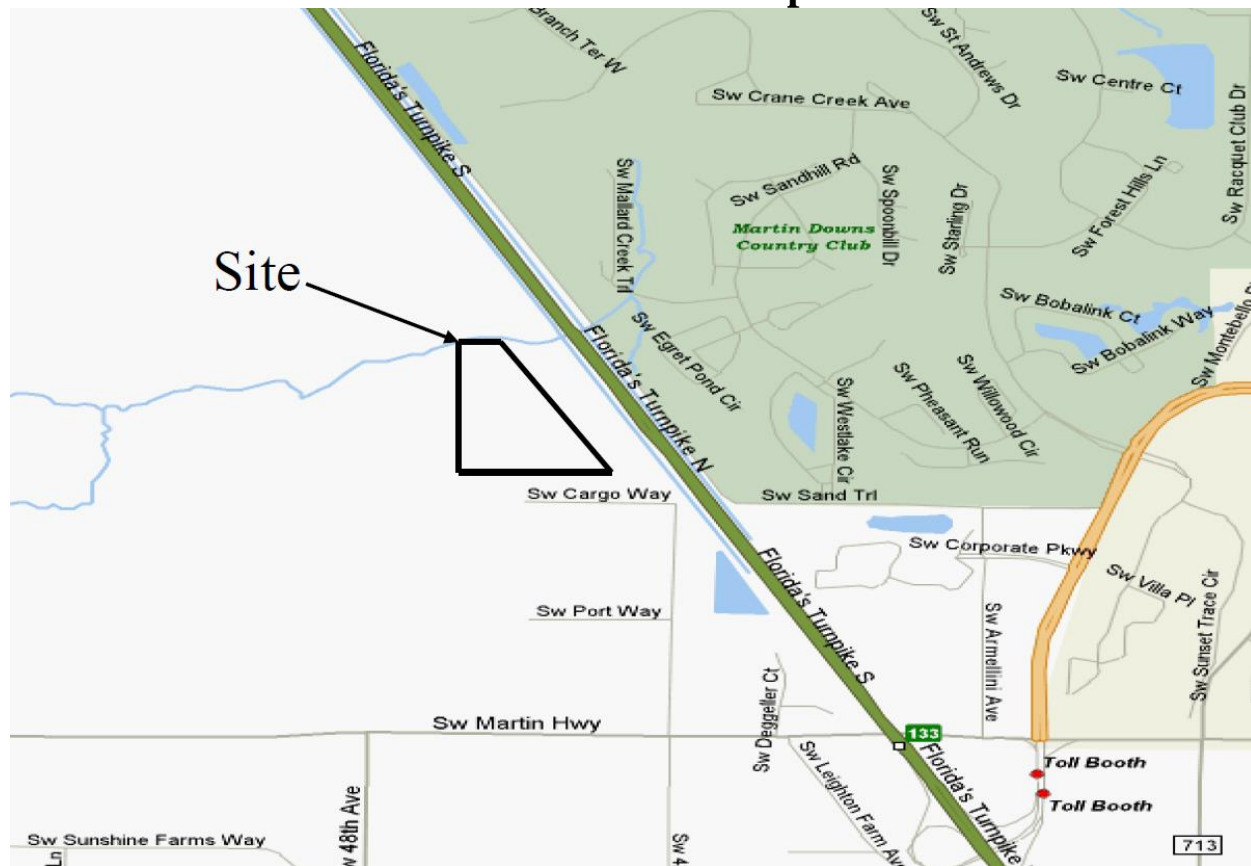 Branch Ter W
Sw St Andrews Dr
Sw Centre Ct
Sw Crane Creek Ave
Sw Racquet Club Dr
Florida's Turnpike S
Sw Mallard Creek Trl
Sw Sandhill Rd
Sw Spoonbill Dr
Sw Starling Dr
Sw Forest Hills Ln
Martin Downs
Country Club
Site
Sw Bobalink Ct
Sw Bobalink Way
Sw Montebello
Florida's Turnpike N
Sw Egret Pond Cir
Sw Westlake Cir
Sw Pheasant Run
Sw Willowood Cir
Sw Cargo Way
Sw Sand Trl
Sw Corporate Pkwy
Sw Villa Pl
Sw Sunset Trace Cir
Florida's Turnpike S
Sw Port Way
Sw Armellini Ave
Sw Deggeller Ct
Sw Martin Hwy
133
Florida's Turnpike
Toll Booth
Toll Booth
Sw Leighton Farm Ave
Sw 48th Ave
Sw Sunshine Farms Way
Ln
Sw 4
713